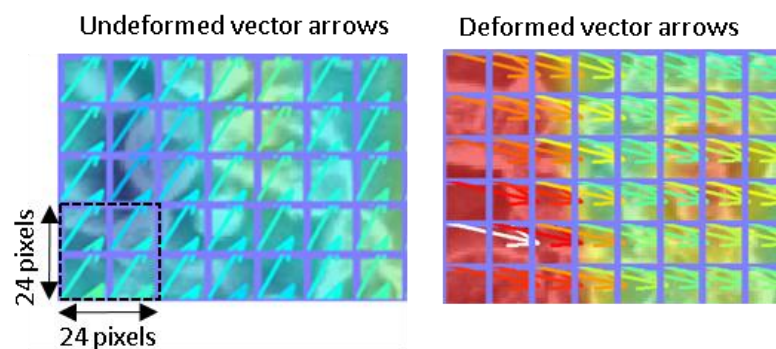 Undeformed vector arrows
Deformed vector arrows
24 pixels
24 pixels